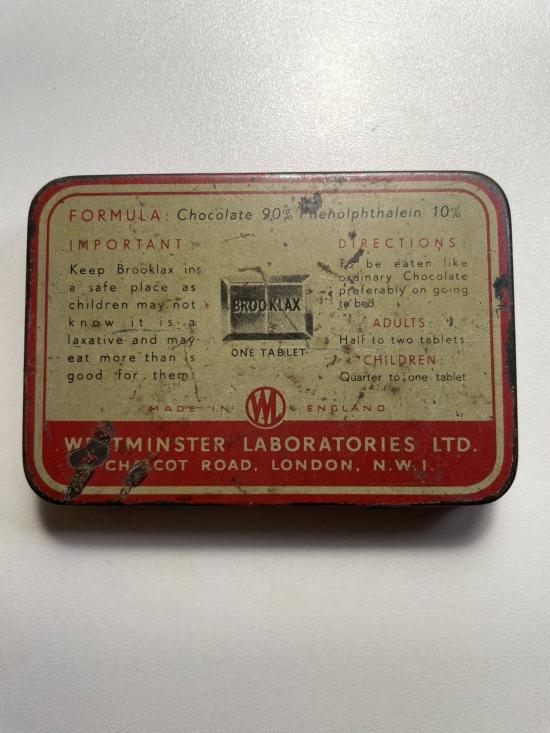 FORMULA: Chocolate 90% Pheholphthalein 10%
IMPORTANT:
Keep Brooklax in
a safe place as
children may not
know it is a
laxative and may
eat more than is
good for them.
BROOKLAX
ONE TABLET
DIRECTIONS:
To be eaten like
ordinary Chocolate
preferably on going
to bed.
ADULTS:
Half to two tablets
CHILDREN:
Quarter to one tablet
MADE IN WL ENGLAND
WESTMINSTER LABORATORIES LTD.
CHALCOT ROAD, LONDON, N.W.1.